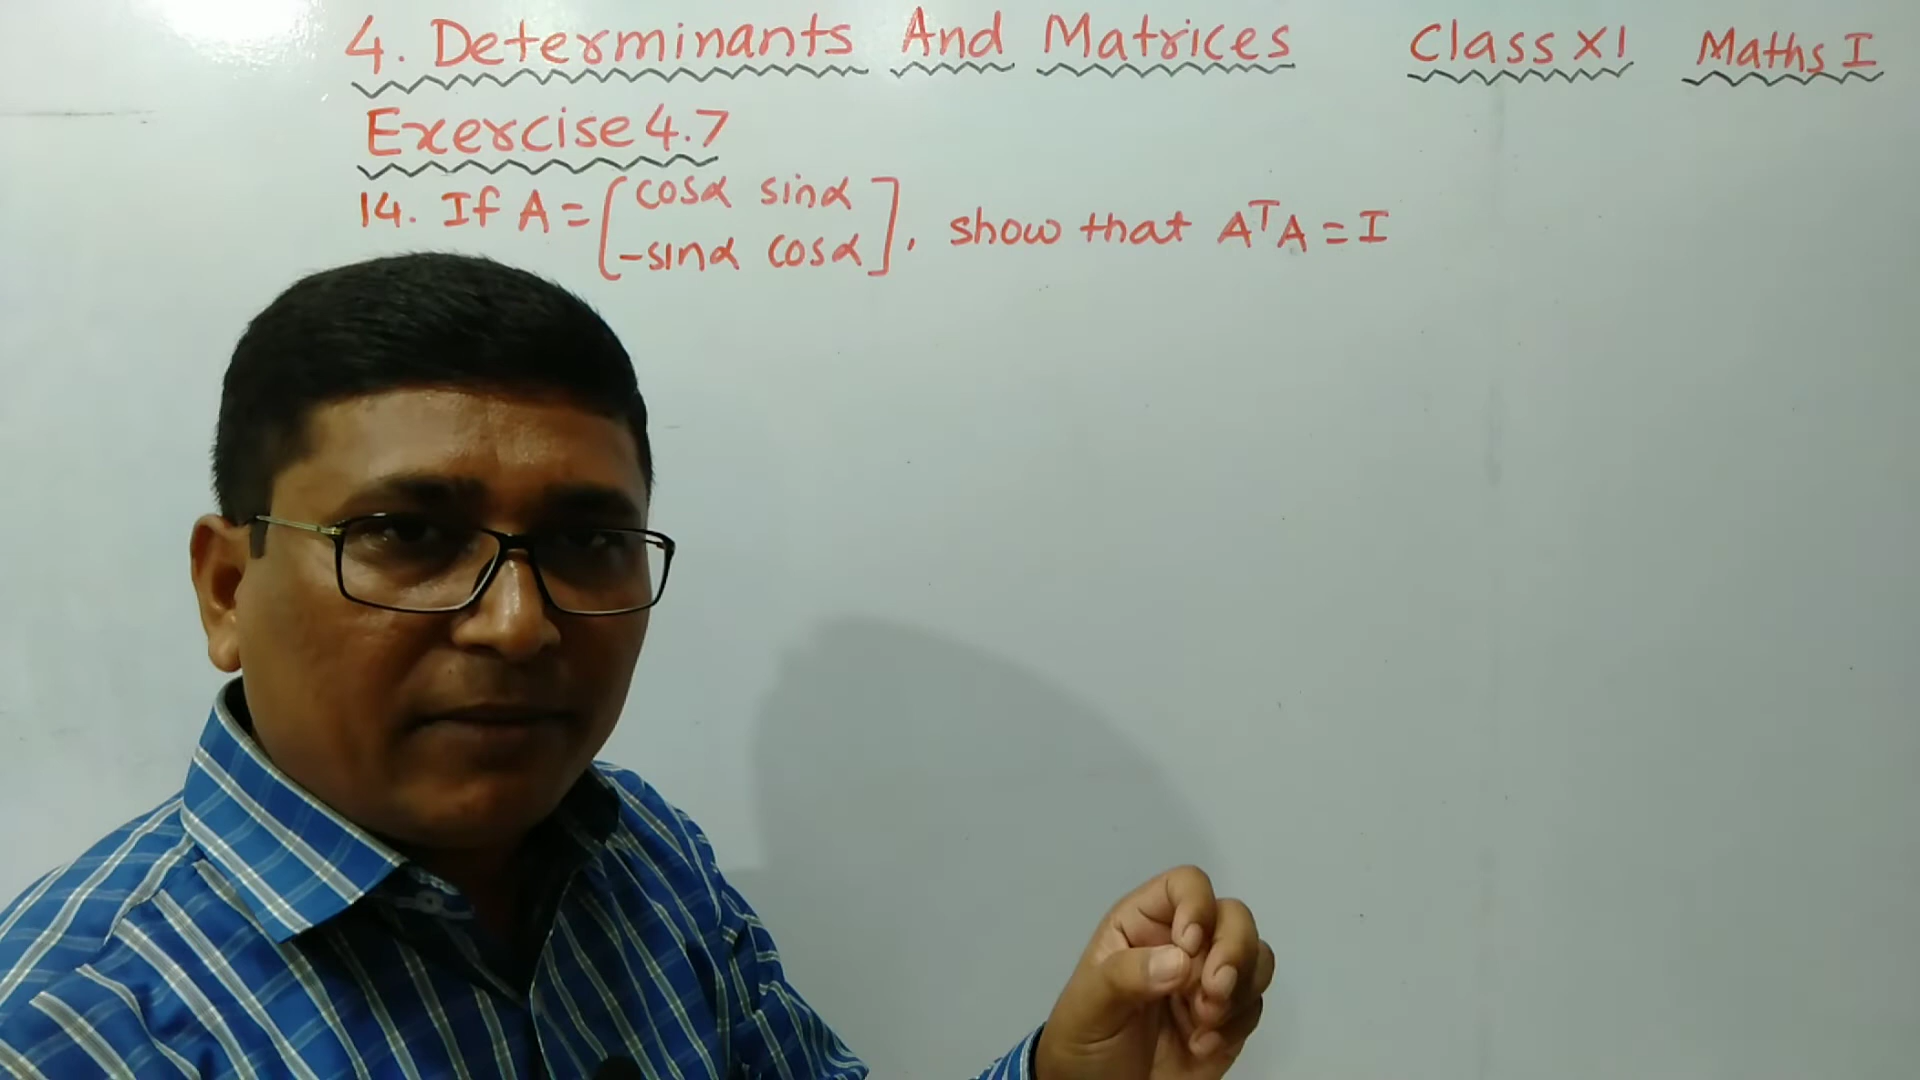 4. Determinants And Matrices Class XI Maths I
Exercise 4.7
14. If A = [cosα sinα
-sinα cosα], show that AᵀA = I